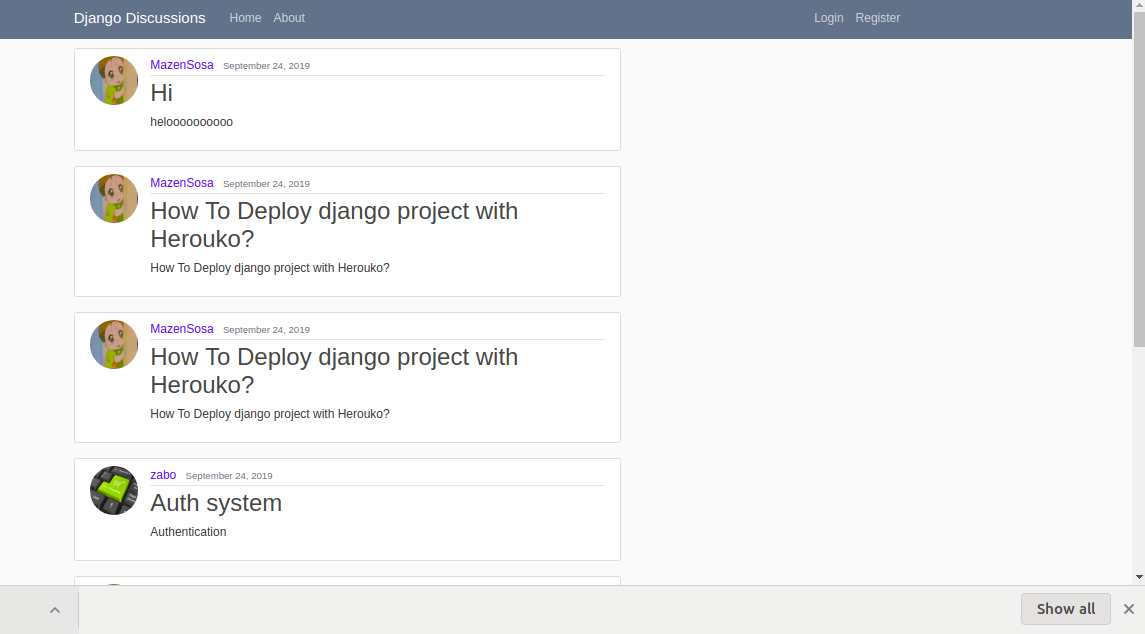 Django Discussions Home About Login Register
MazenSosa September 24, 2019
Hi
heloooooooooo
MazenSosa September 24, 2019
How To Deploy django project with
Herouko?
How To Deploy django project with Herouko?
MazenSosa September 24, 2019
How To Deploy django project with
Herouko?
How To Deploy django project with Herouko?
zabo September 24, 2019
Auth system
Authentication
Show all